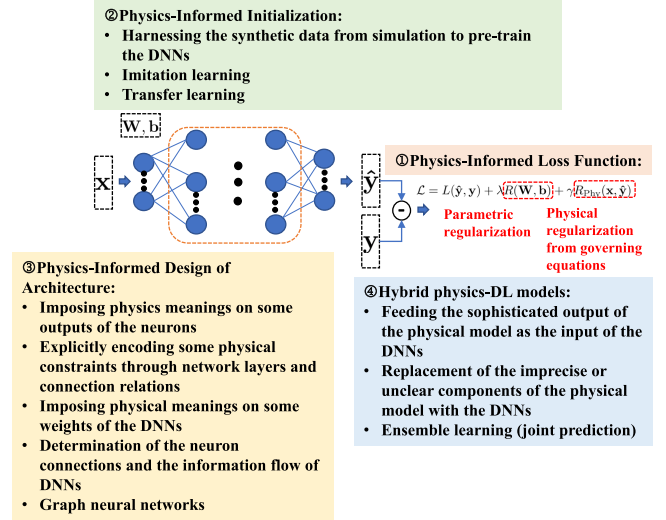 ②Physics-Informed Initialization:
• Harnessing the synthetic data from simulation to pre-train
the DNNs
• Imitation learning
• Transfer learning
W, b
x
ŷ
y
-
①Physics-Informed Loss Function:
ℒ = L(ŷ, y) + λR(W, b) + γR_Phy(x, ŷ)
Parametric
regularization
Physical
regularization
from governing
equations
③Physics-Informed Design of
Architecture:
• Imposing physics meanings on some
outputs of the neurons
• Explicitly encoding some physical
constraints through network layers and
connection relations
• Imposing physical meanings on some
weights of the DNNs
• Determination of the neuron
connections and the information flow of
DNNs
• Graph neural networks
④Hybrid physics-DL models:
• Feeding the sophisticated output of
the physical model as the input of the
DNNs
• Replacement of the imprecise or
unclear components of the physical
model with the DNNs
• Ensemble learning (joint prediction)